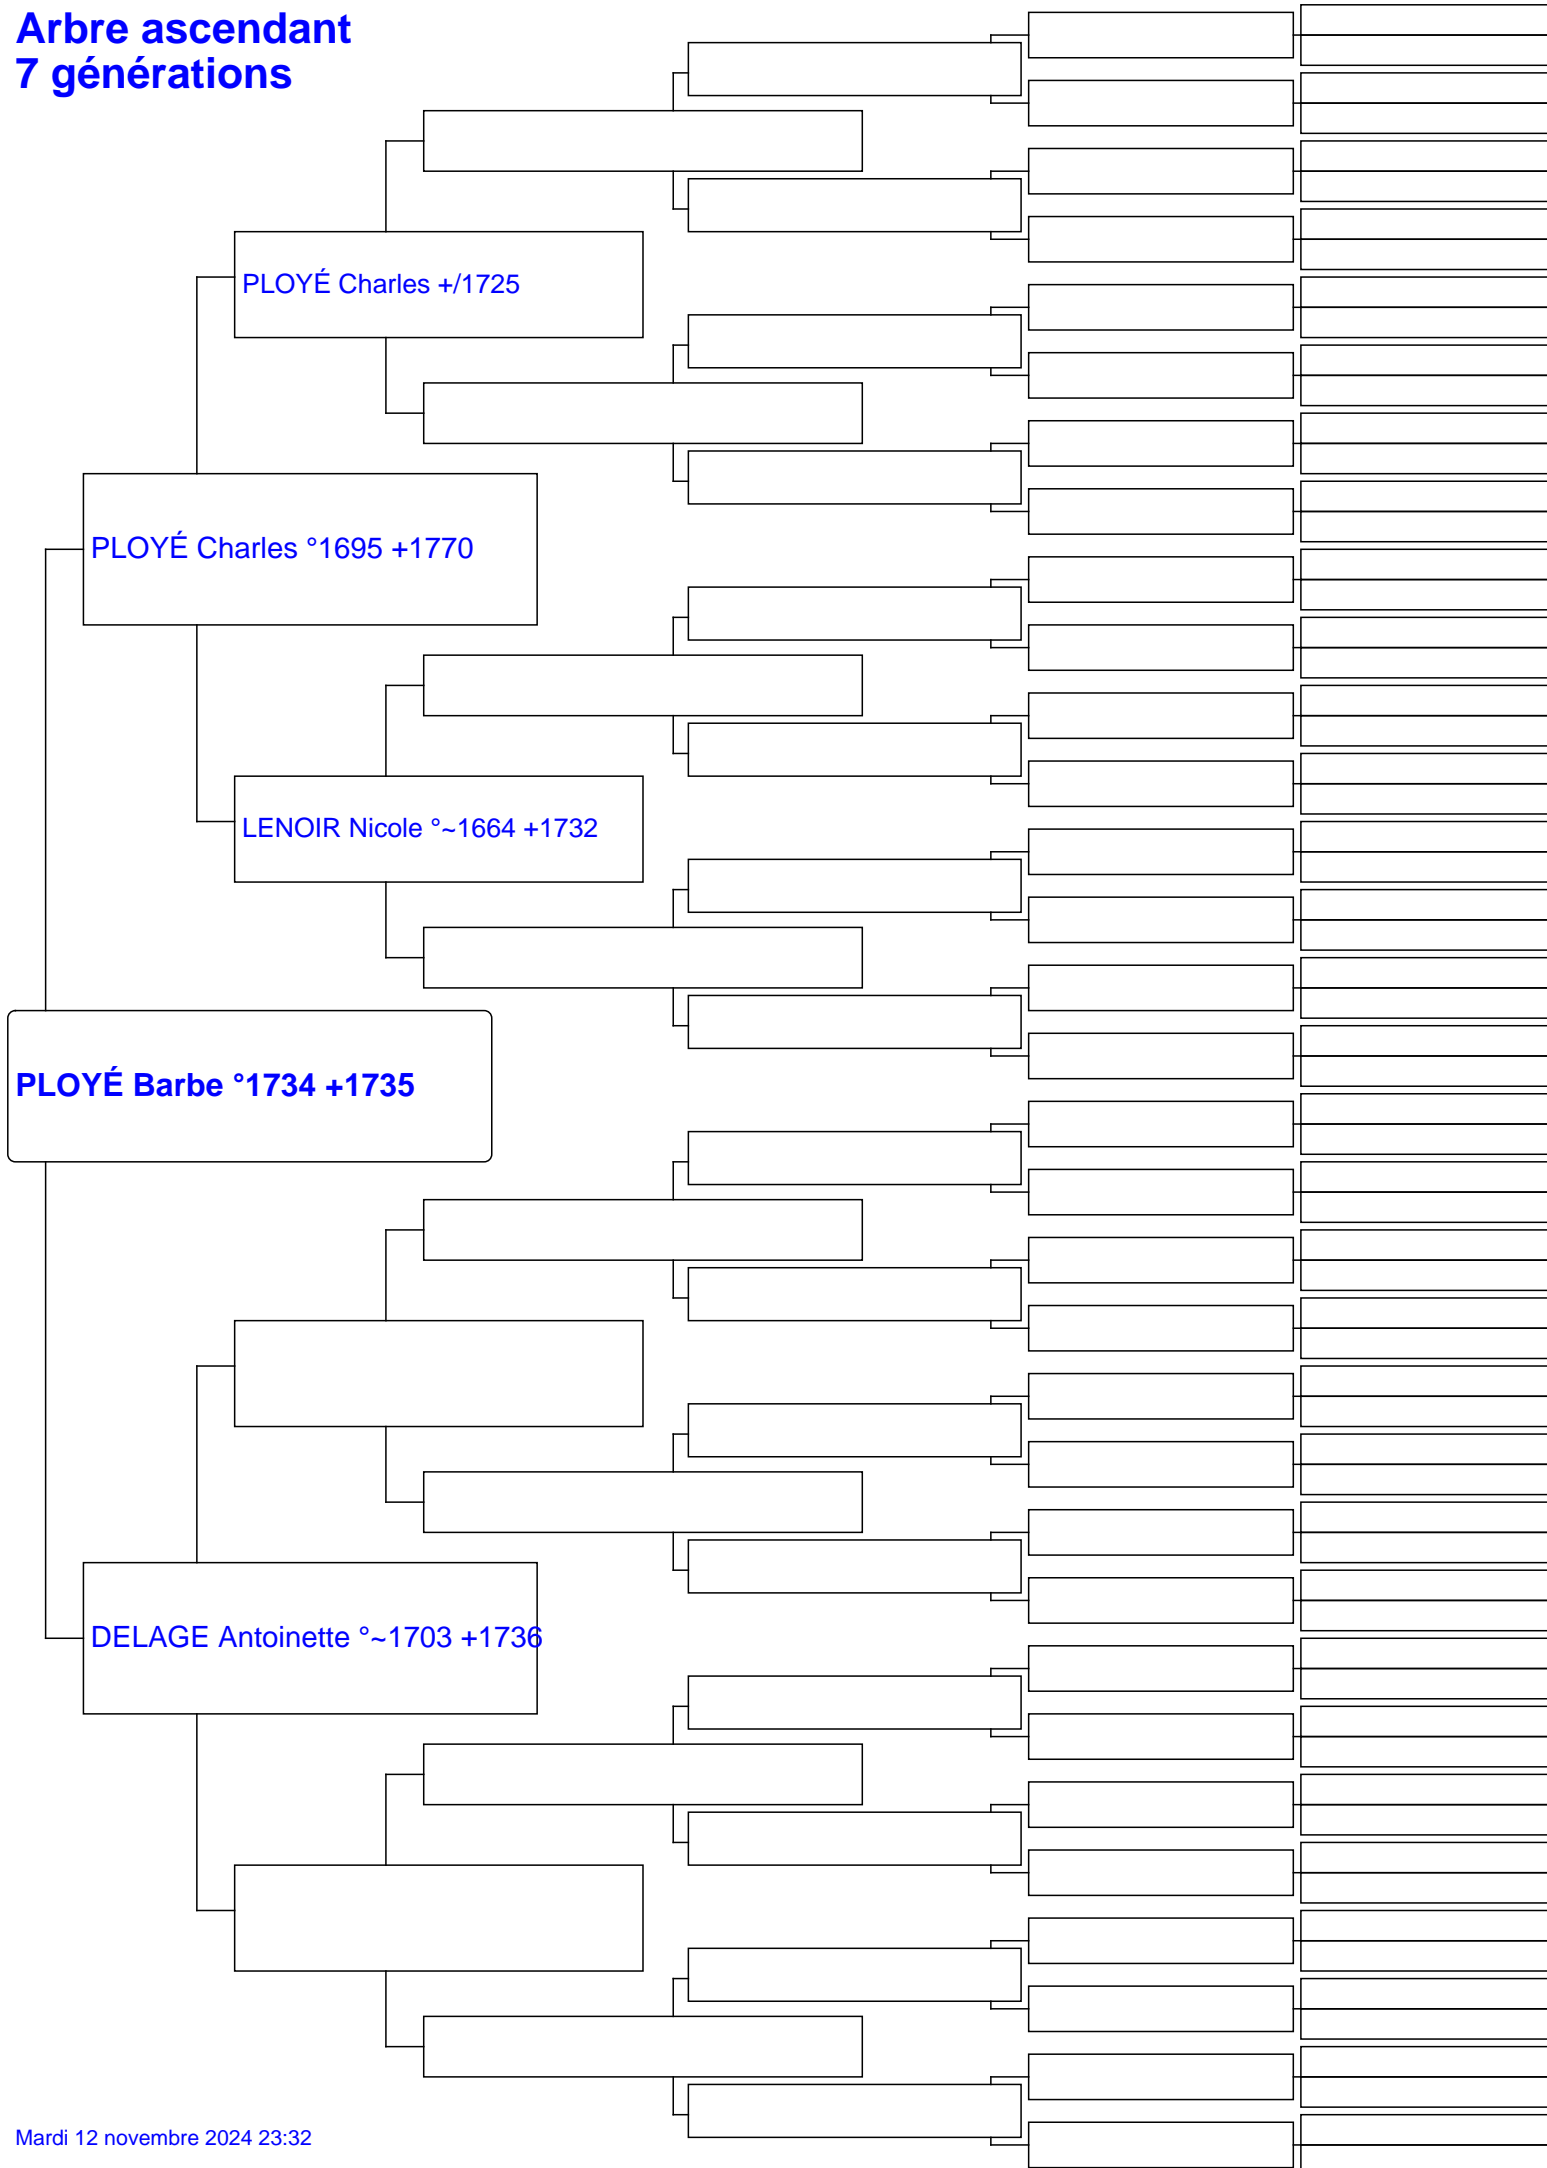 Arbre ascendant
7 générations
PLOYÉ Charles +/1725
PLOYÉ Charles °1695 +1770
LENOIR Nicole °~1664 +1732
PLOYÉ Barbe °1734 +1735
DELAGE Antoinette °~1703 +1736
Mardi 12 novembre 2024 23:32